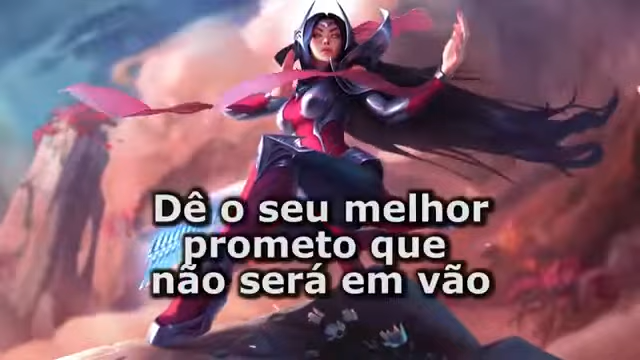 Dê o seu melhor
prometo que
não será em vão